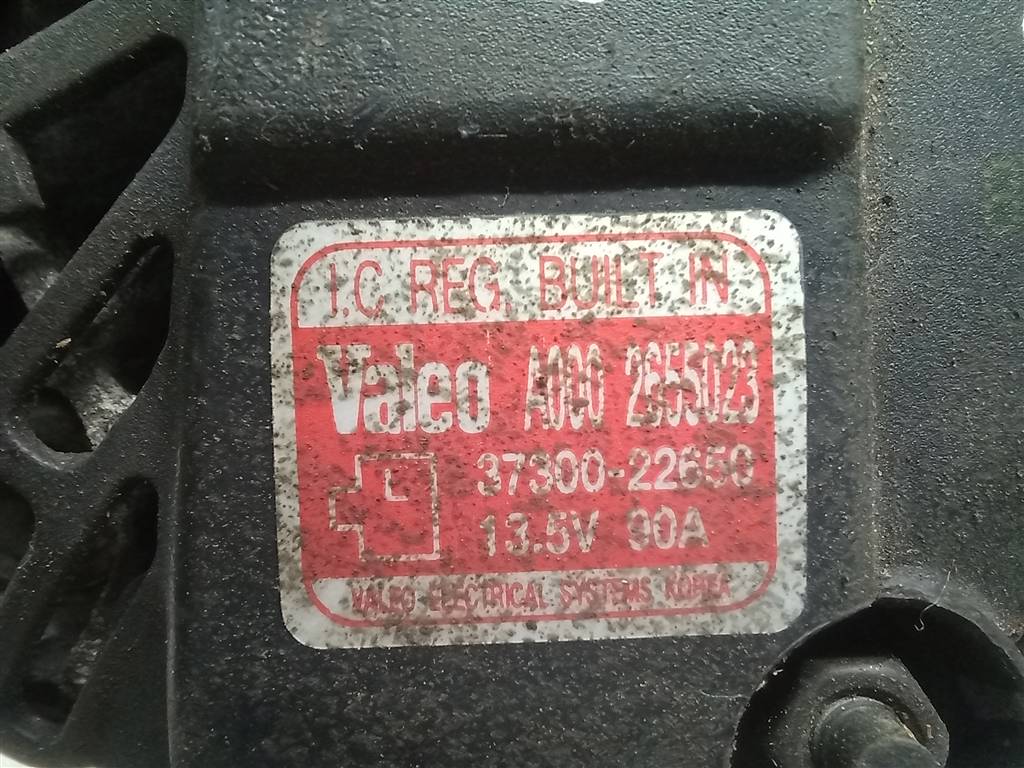 I.C REG. BUILT IN
Valeo A000 2655023
37300-22650
L
13.5V 90A
VALEO ELECTRICAL SYSTEMS KOREA